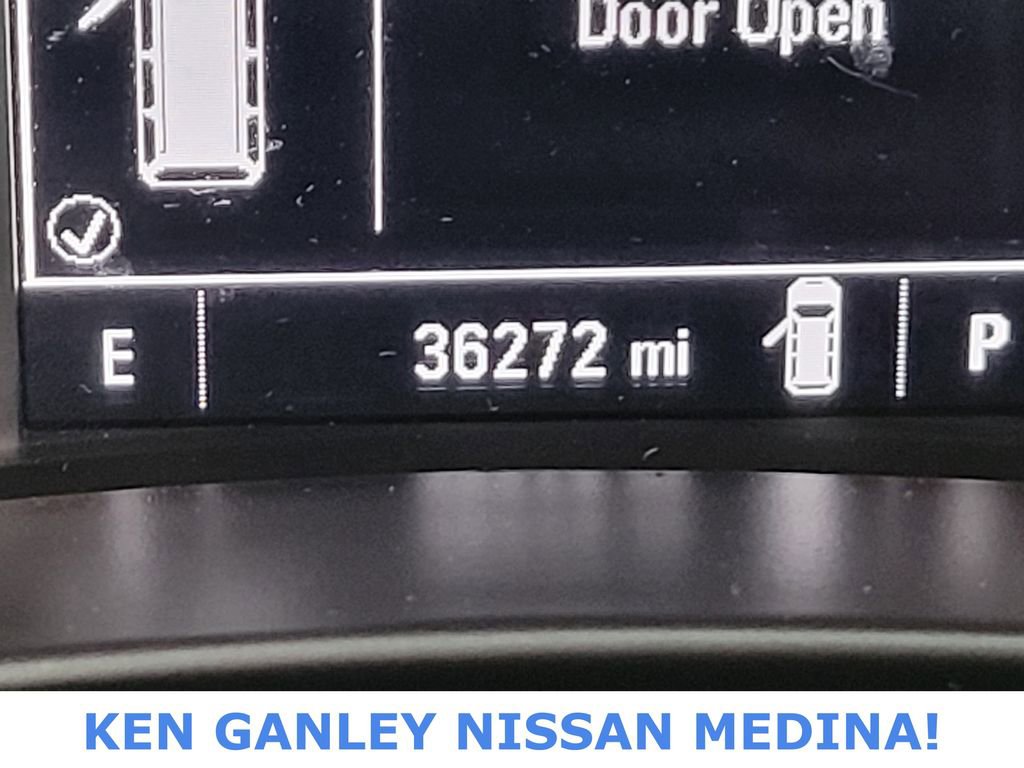 Door Open
E 36272 mi P
KEN GANLEY NISSAN MEDINA!